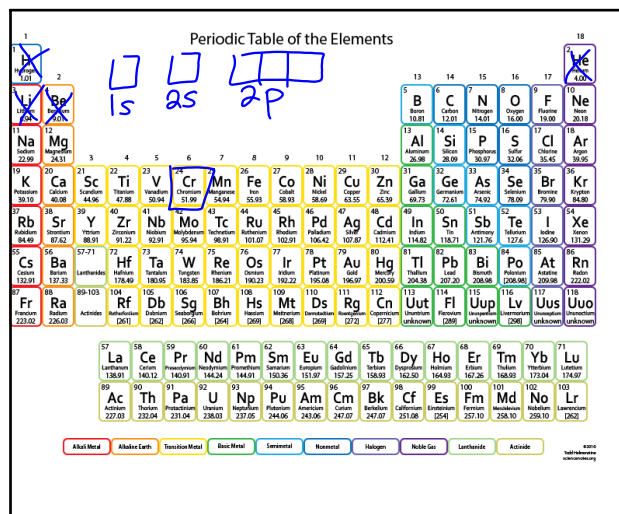 Periodic Table of the Elements
1 18
1 2
H He
1.01 4.00
1s 2s 2p
2 13 14 15 16 17
3 4 5 6 7 8 9 10
Li Be B C N O F Ne
Boron Carbon Nitrogen Oxygen Fluorine Neon
6.94 9.01 10.81 12.01 14.01 16.00 19.00 20.18
11 12 13 14 15 16 17 18
Na Mg Al Si P S Cl Ar
Sodium Magnesium Aluminum Silicon Phosphorus Sulfur Chlorine Argon
22.99 24.31 26.98 28.09 30.97 32.06 35.45 39.95
3 4 5 6 7 8 9 10 11 12
19 20 21 22 23 24 25 26 27 28 29 30 31 32 33 34 35 36
K Ca Sc Ti V Cr Mn Fe Co Ni Cu Zn Ga Ge As Se Br Kr
Potassium Calcium Scandium Titanium Vanadium Chromium Manganese Iron Cobalt Nickel Copper Zinc Gallium Germanium Arsenic Selenium Bromine Krypton
39.10 40.08 44.96 47.88 50.94 51.99 54.94 55.93 58.93 58.69 63.55 65.39 69.73 72.61 74.92 78.09 79.90 84.80
37 38 39 40 41 42 43 44 45 46 47 48 49 50 51 52 53 54
Rb Sr Y Zr Nb Mo Tc Ru Rh Pd Ag Cd In Sn Sb Te I Xe
Rubidium Strontium Yttrium Zirconium Niobium Molybdenum Technetium Ruthenium Rhodium Palladium Silver Cadmium Indium Tin Antimony Tellurium Iodine Xenon
84.49 87.62 88.91 91.22 92.91 95.94 98.91 101.07 102.91 106.42 107.87 112.41 114.82 118.71 121.76 127.6 126.90 131.29
55 56 57-71 72 73 74 75 76 77 78 79 80 81 82 83 84 85 86
Cs Ba Hf Ta W Re Os Ir Pt Au Hg Tl Pb Bi Po At Rn
Cesium Barium Lanthanides Hafnium Tantalum Tungsten Rhenium Osmium Iridium Platinum Gold Mercury Thallium Lead Bismuth Polonium Astatine Radon
132.91 137.33 178.49 180.95 183.85 186.21 190.23 192.22 195.08 196.97 200.59 204.38 207.20 208.98 [208.98] 209.98 222.02
87 88 89-103 104 105 106 107 108 109 110 111 112 113 114 115 116 117 118
Fr Ra Rf Db Sg Bh Hs Mt Ds Rg Cn Uut Fl Uup Lv Uus Uuo
Francium Radium Actinides Rutherfordium Dubnium Seaborgium Bohrium Hassium Meitnerium Darmstadtium Roentgenium Copernicium Ununtrium Flerovium Ununpentium Livermorium Ununseptium Ununoctium
223.02 226.03 [261] [262] [266] [264] [269] [268] [269] [272] [277] unknown [289] unknown [298] unknown unknown
57 58 59 60 61 62 63 64 65 66 67 68 69 70 71
La Ce Pr Nd Pm Sm Eu Gd Tb Dy Ho Er Tm Yb Lu
Lanthanum Cerium Praseodymium Neodymium Promethium Samarium Europium Gadolinium Terbium Dysprosium Holmium Erbium Thulium Ytterbium Lutetium
138.91 140.12 140.91 144.24 144.91 150.36 151.97 157.25 158.93 162.50 164.93 167.26 168.93 173.04 174.97
89 90 91 92 93 94 95 96 97 98 99 100 101 102 103
Ac Th Pa U Np Pu Am Cm Bk Cf Es Fm Md No Lr
Actinium Thorium Protactinium Uranium Neptunium Plutonium Americium Curium Berkelium Californium Einsteinium Fermium Mendelevium Nobelium Lawrencium
227.03 232.04 231.04 238.03 237.05 244.06 243.06 247.07 247.07 251.08 [254] 257.10 258.10 259.10 [262]
Alkali Metal Alkaline Earth Transition Metal Basic Metal Semimetal Nonmetal Halogen Noble Gas Lanthanide Actinide
©2010
Todd Helmenstine
sciencenotes.org